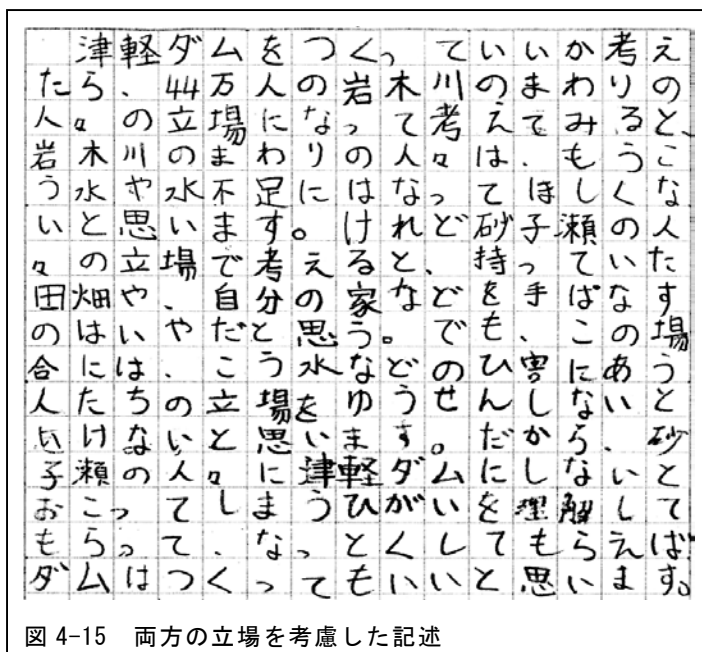 津軽ダムをつくっていいか考え
たら、44万人の岩木川のまわりの
人々の立場になって考えてみると、
岩木川のまわりの人々は、もうこ
う水や水不足にはなってほしくな
いと思います。けれど砂子瀬の人
々の立場で考えると、持っていた
田畑や、自分の家などを手ばなす
のはいやだと思う。でも、この場
合には、こう水などのひ害にあう
人たちの立場をゆうせんしないと
いけないと思います。だから、砂
子瀬の人々に津軽ダムにしないと
おこってしまうひがいを理解して
もらって、なっとくしてもらえば
ダムはつくってもいいと思います。
図 4-15 両方の立場を考慮した記述